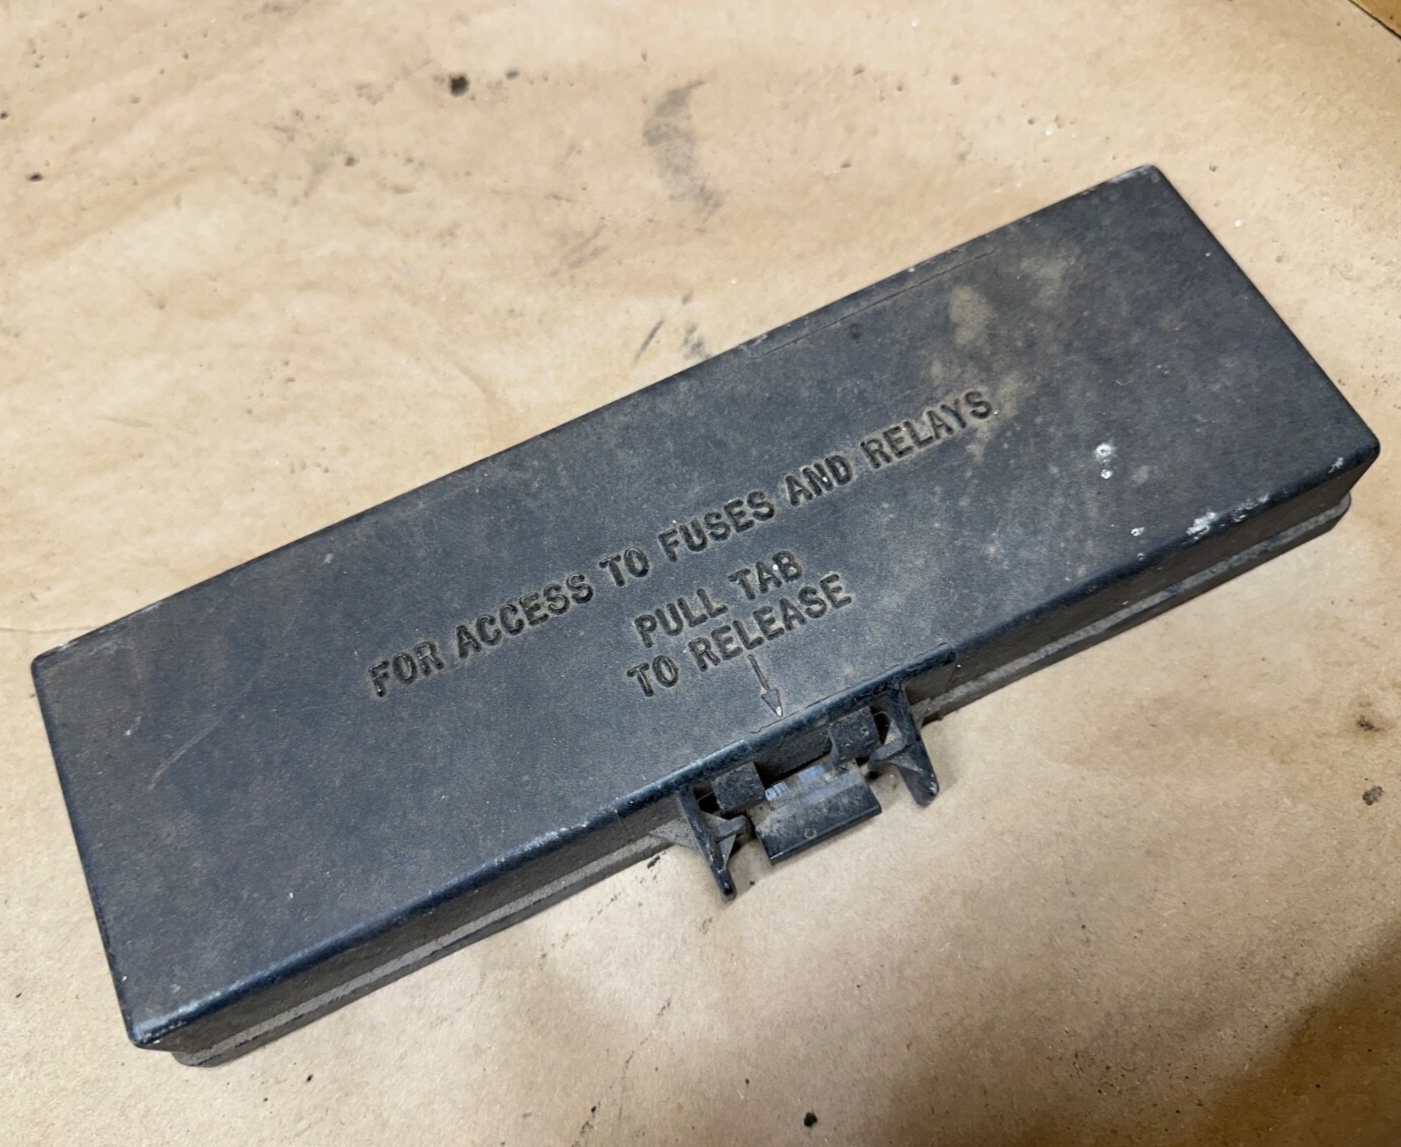 FOR ACCESS TO FUSES AND RELAYS
PULL TAB
TO RELEASE